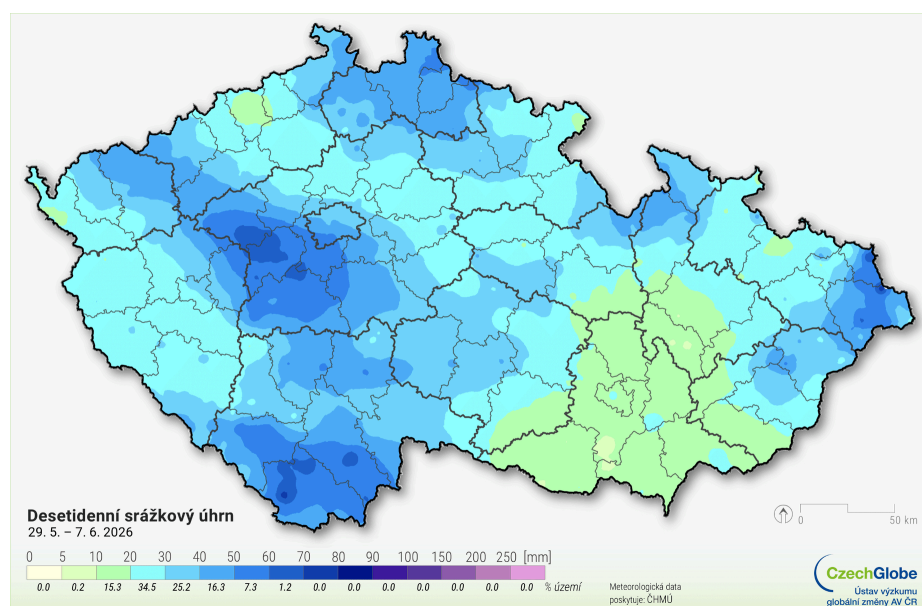 Desetidenní srážkový úhrn
29. 5. – 7. 6. 2026
0 5 10 20 30 40 50 60 70 80 90 100 150 200 250 [mm]
0.0 0.2 15.3 34.5 25.2 16.3 7.3 1.2 0.0 0.0 0.0 0.0 0.0 0.0 0.0 % území
0 50 km
Meteorologická data
poskytuje: ČHMÚ
CzechGlobe
Ústav výzkumu
globální změny AV ČR